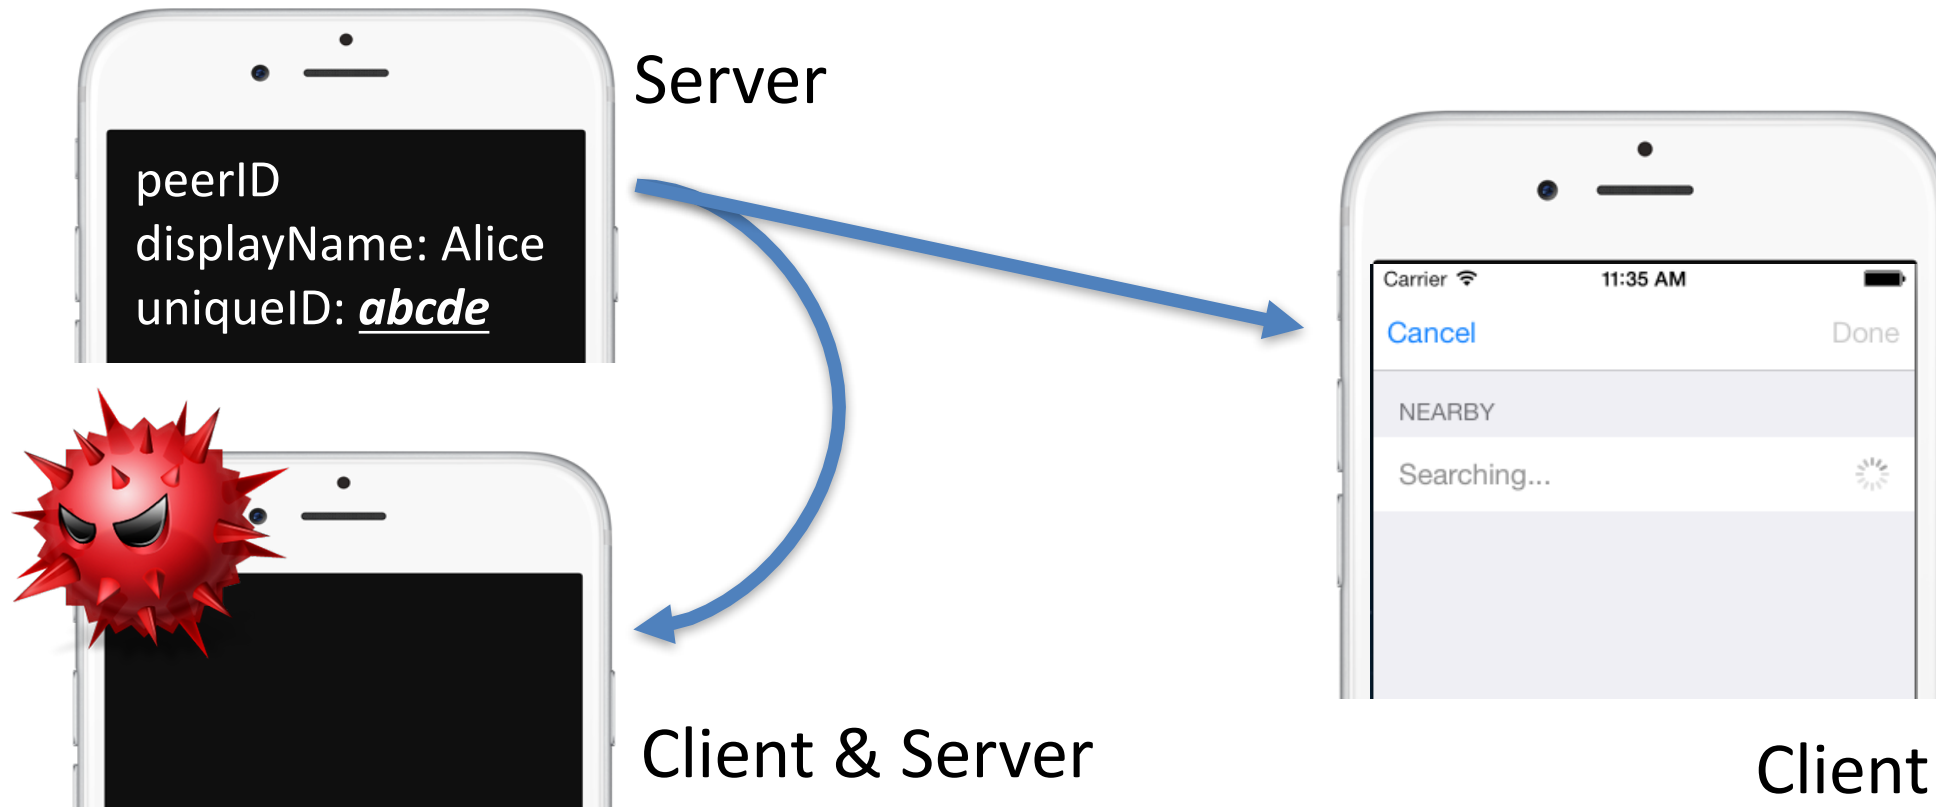 Server
peerID
displayName: Alice
uniqueID: abcde
Carrier 11:35 AM
Cancel Done
NEARBY
Searching...
Client & Server
Client